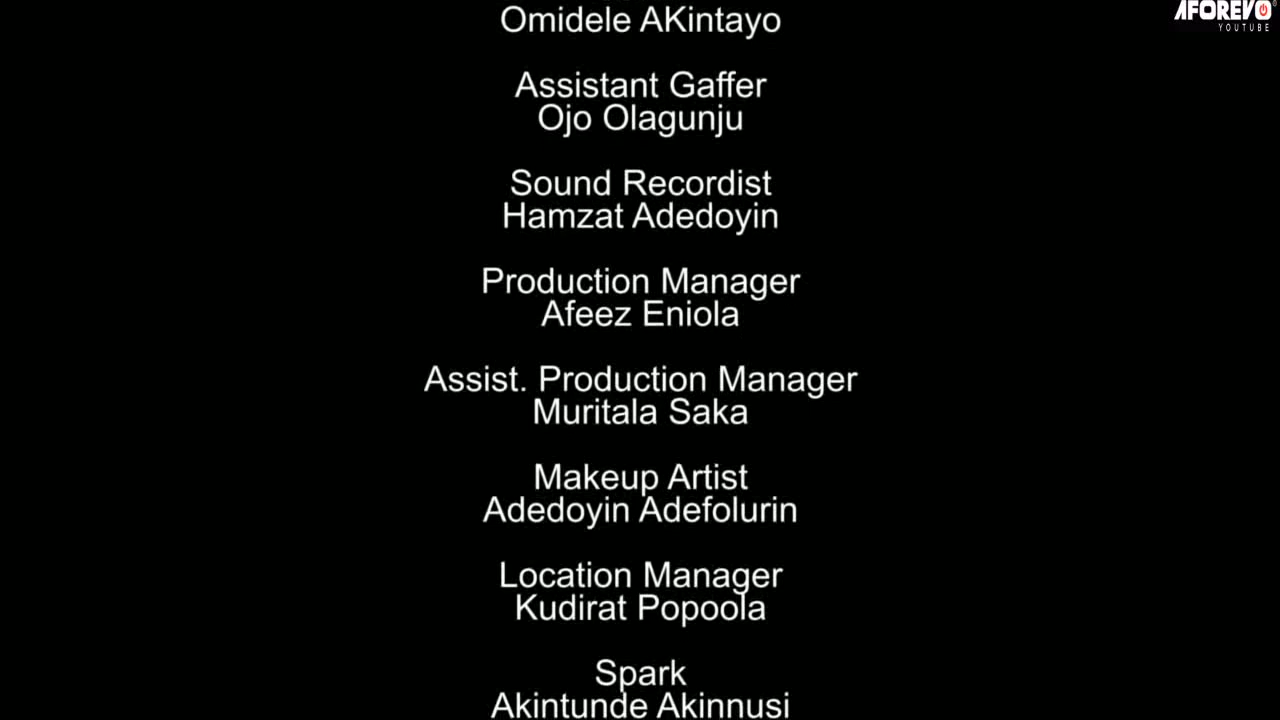 AFOREVO
YOUTUBE
Omidele AKintayo
Assistant Gaffer
Ojo Olagunju
Sound Recordist
Hamzat Adedoyin
Production Manager
Afeez Eniola
Assist. Production Manager
Muritala Saka
Makeup Artist
Adedoyin Adefolurin
Location Manager
Kudirat Popoola
Spark
Akintunde Akinnusi